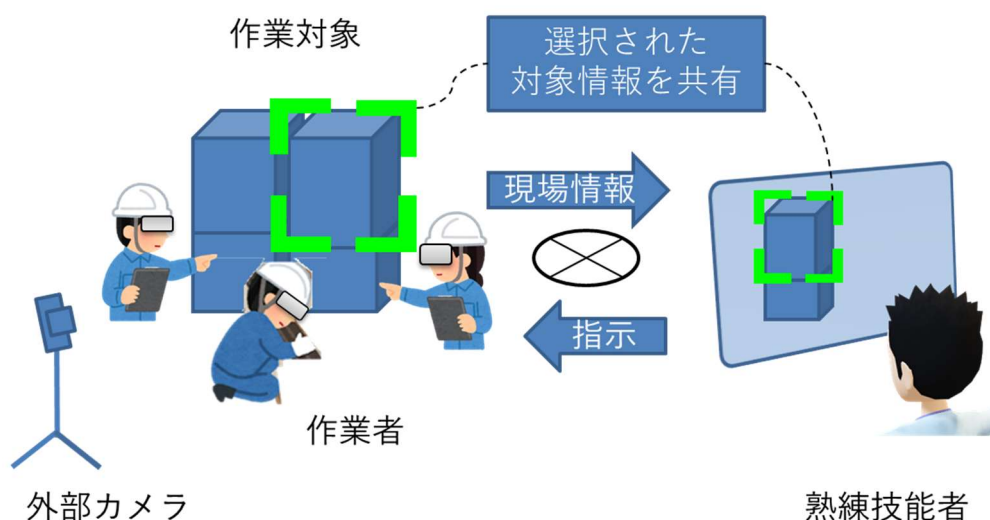 作業対象
選択された
対象情報を共有
現場情報
指示
作業者
外部カメラ
熟練技能者